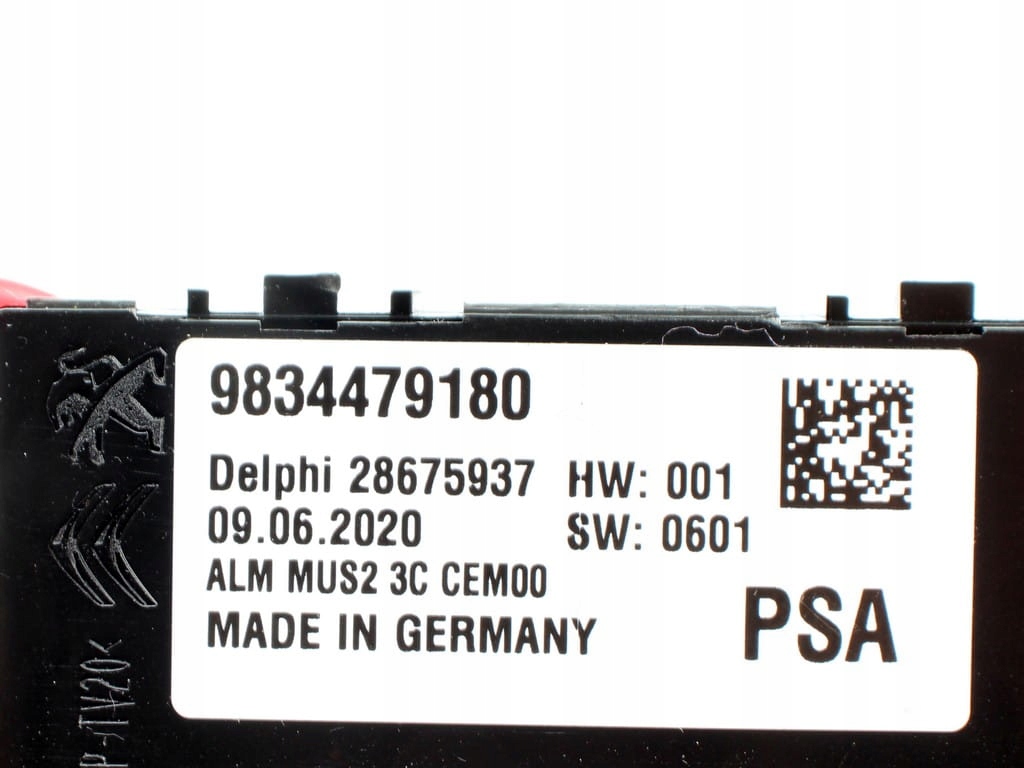 9834479180
Delphi 28675937 HW: 001
09.06.2020 SW: 0601
ALM MUS2 3C CEM00
MADE IN GERMANY
PSA